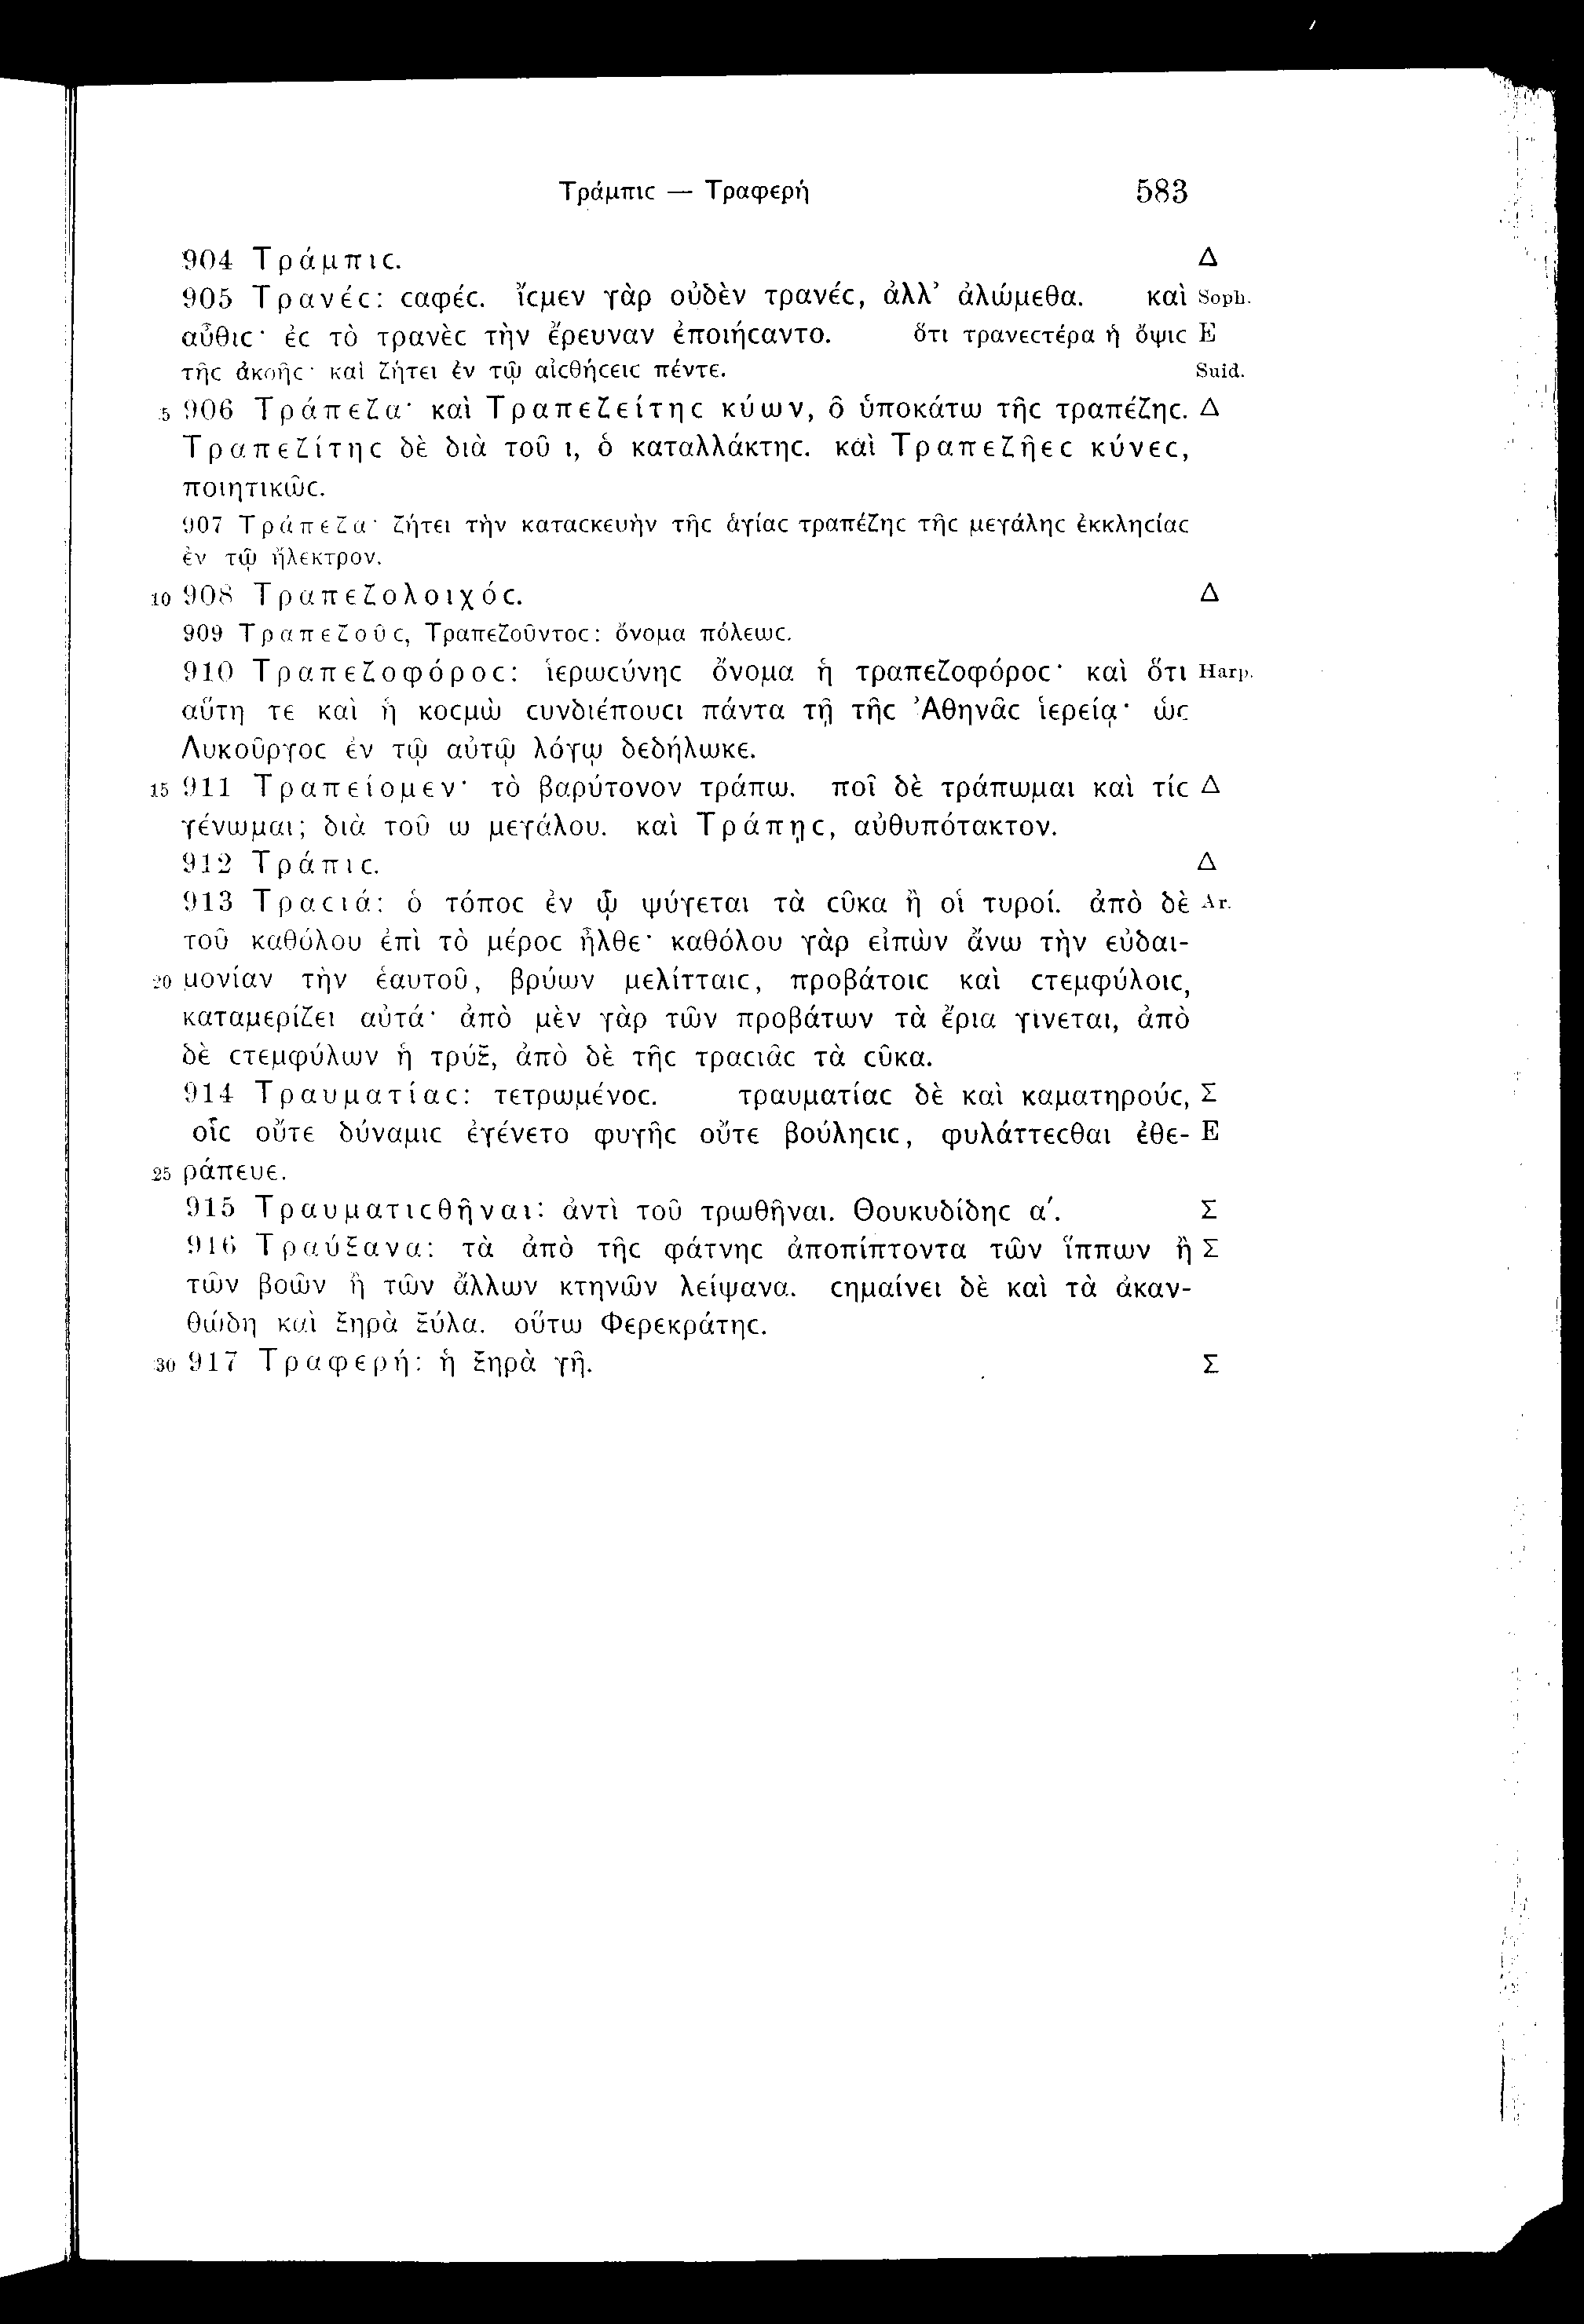 Τράμπιϲ — Τραφερή 583
904 Τράμπιϲ. Δ
905 Τρανέϲ: ϲαφέϲ. ἴϲμεν γὰρ οὐδὲν τρανέϲ, ἀλλ' ἀλώμεθα. καὶ Soph.
αὖθιϲ· ἐϲ τὸ τρανὲϲ τὴν ἔρευναν ἐποιήϲαντο. ὅτι τρανεϲτέρα ἡ ὄψιϲ E
τῆϲ ἀκοῆϲ· καὶ ζήτει ἐν τῷ αἰϲθήϲειϲ πέντε. Suid.
5 906 Τράπεζα· καὶ Τραπεζείτηϲ κύων, ὃ ὑποκάτω τῆϲ τραπέζηϲ. Δ
Τραπεζίτηϲ δὲ διὰ τοῦ ι, ὁ καταλλάκτηϲ. καὶ Τραπεζῆεϲ κύνεϲ,
ποιητικῶϲ.
907 Τράπεζα· ζήτει τὴν καταϲκευὴν τῆϲ ἁγίαϲ τραπέζηϲ τῆϲ μεγάληϲ ἐκκληϲίαϲ
ἐν τῷ ἤλεκτρον.
10 908 Τραπεζολοιχόϲ. Δ
909 Τραπεζοῦϲ, Τραπεζοῦντοϲ: ὄνομα πόλεωϲ.
910 Τραπεζοφόροϲ: ἱερωϲύνηϲ ὄνομα ἡ τραπεζοφόροϲ· καὶ ὅτι Harp.
αὕτη τε καὶ ἡ κοϲμὼ ϲυνδιέπουϲι πάντα τῇ τῆϲ Ἀθηνᾶϲ ἱερείᾳ· ὡϲ
Λυκοῦργοϲ ἐν τῷ αὐτῷ λόγῳ δεδήλωκε.
15 911 Τραπείομεν· τὸ βαρύτονον τράπω. ποῖ δὲ τράπωμαι καὶ τίϲ Δ
γένωμαι; διὰ τοῦ ω μεγάλου. καὶ Τράπῃϲ, αὐθυπότακτον.
912 Τράπιϲ. Δ
913 Τραϲιά: ὁ τόποϲ ἐν ᾧ ψύγεται τὰ ϲῦκα ἢ οἱ τυροί. ἀπὸ δὲ Ar.
τοῦ καθόλου ἐπὶ τὸ μέροϲ ἦλθε· καθόλου γὰρ εἰπὼν ἄνω τὴν εὐδαι-
20 μονίαν τὴν ἑαυτοῦ, βρύων μελίτταιϲ, προβάτοιϲ καὶ ϲτεμφύλοιϲ,
καταμερίζει αὐτά· ἀπὸ μὲν γὰρ τῶν προβάτων τὰ ἔρια γίνεται, ἀπὸ
δὲ ϲτεμφύλων ἡ τρύξ, ἀπὸ δὲ τῆϲ τραϲιᾶϲ τὰ ϲῦκα.
914 Τραυματίαϲ: τετρωμένοϲ. τραυματίαϲ δὲ καὶ καματηρούϲ, Σ
οἷϲ οὔτε δύναμιϲ ἐγένετο φυγῆϲ οὔτε βούληϲιϲ, φυλάττεϲθαι ἐθε- E
25 ράπευε.
915 Τραυματιϲθῆναι: ἀντὶ τοῦ τρωθῆναι. Θουκυδίδηϲ α΄. Σ
916 Τραύξανα: τὰ ἀπὸ τῆϲ φάτνηϲ ἀποπίπτοντα τῶν ἵππων ἢ Σ
τῶν βοῶν ἢ τῶν ἄλλων κτηνῶν λείψανα. ϲημαίνει δὲ καὶ τὰ ἀκαν-
θώδη καὶ ξηρὰ ξύλα. οὕτω Φερεκράτηϲ.
30 917 Τραφερή: ἡ ξηρὰ γῆ. Σ